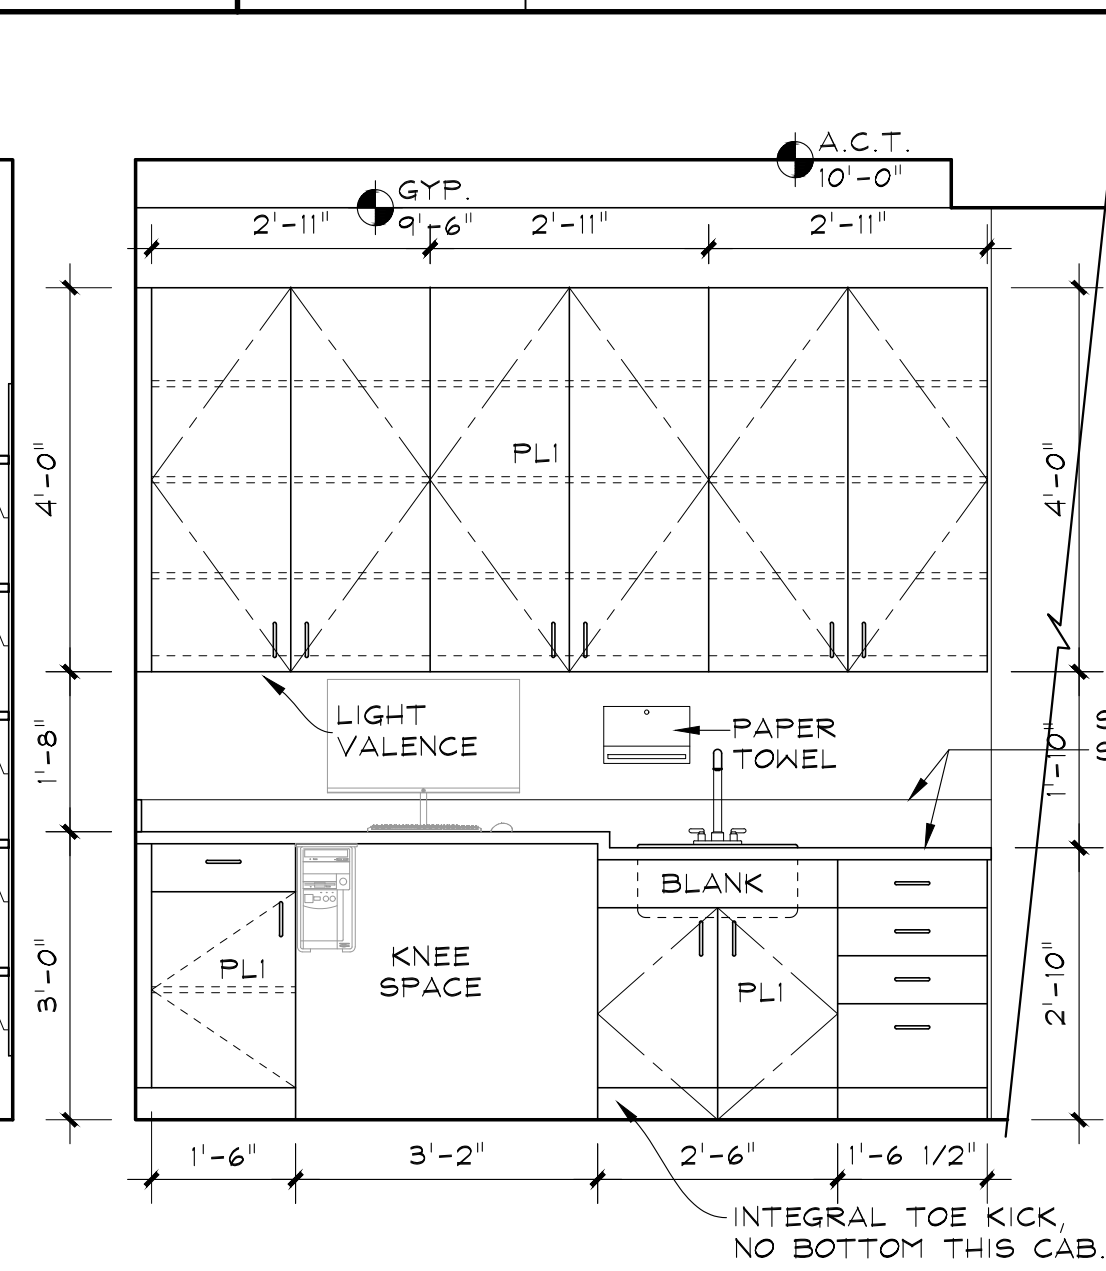 A.C.T.
10'-0"
GYP.
9'-6"
2'-11"
2'-11"
2'-11"
4'-0"
PL1
4'-0"
LIGHT
VALENCE
PAPER
TOWEL
1'-8"
1'-10"
BLANK
KNEE
SPACE
PL1
PL1
3'-0"
2'-10"
1'-6"
3'-2"
2'-6"
1'-6 1/2"
INTEGRAL TOE KICK,
NO BOTTOM THIS CAB.